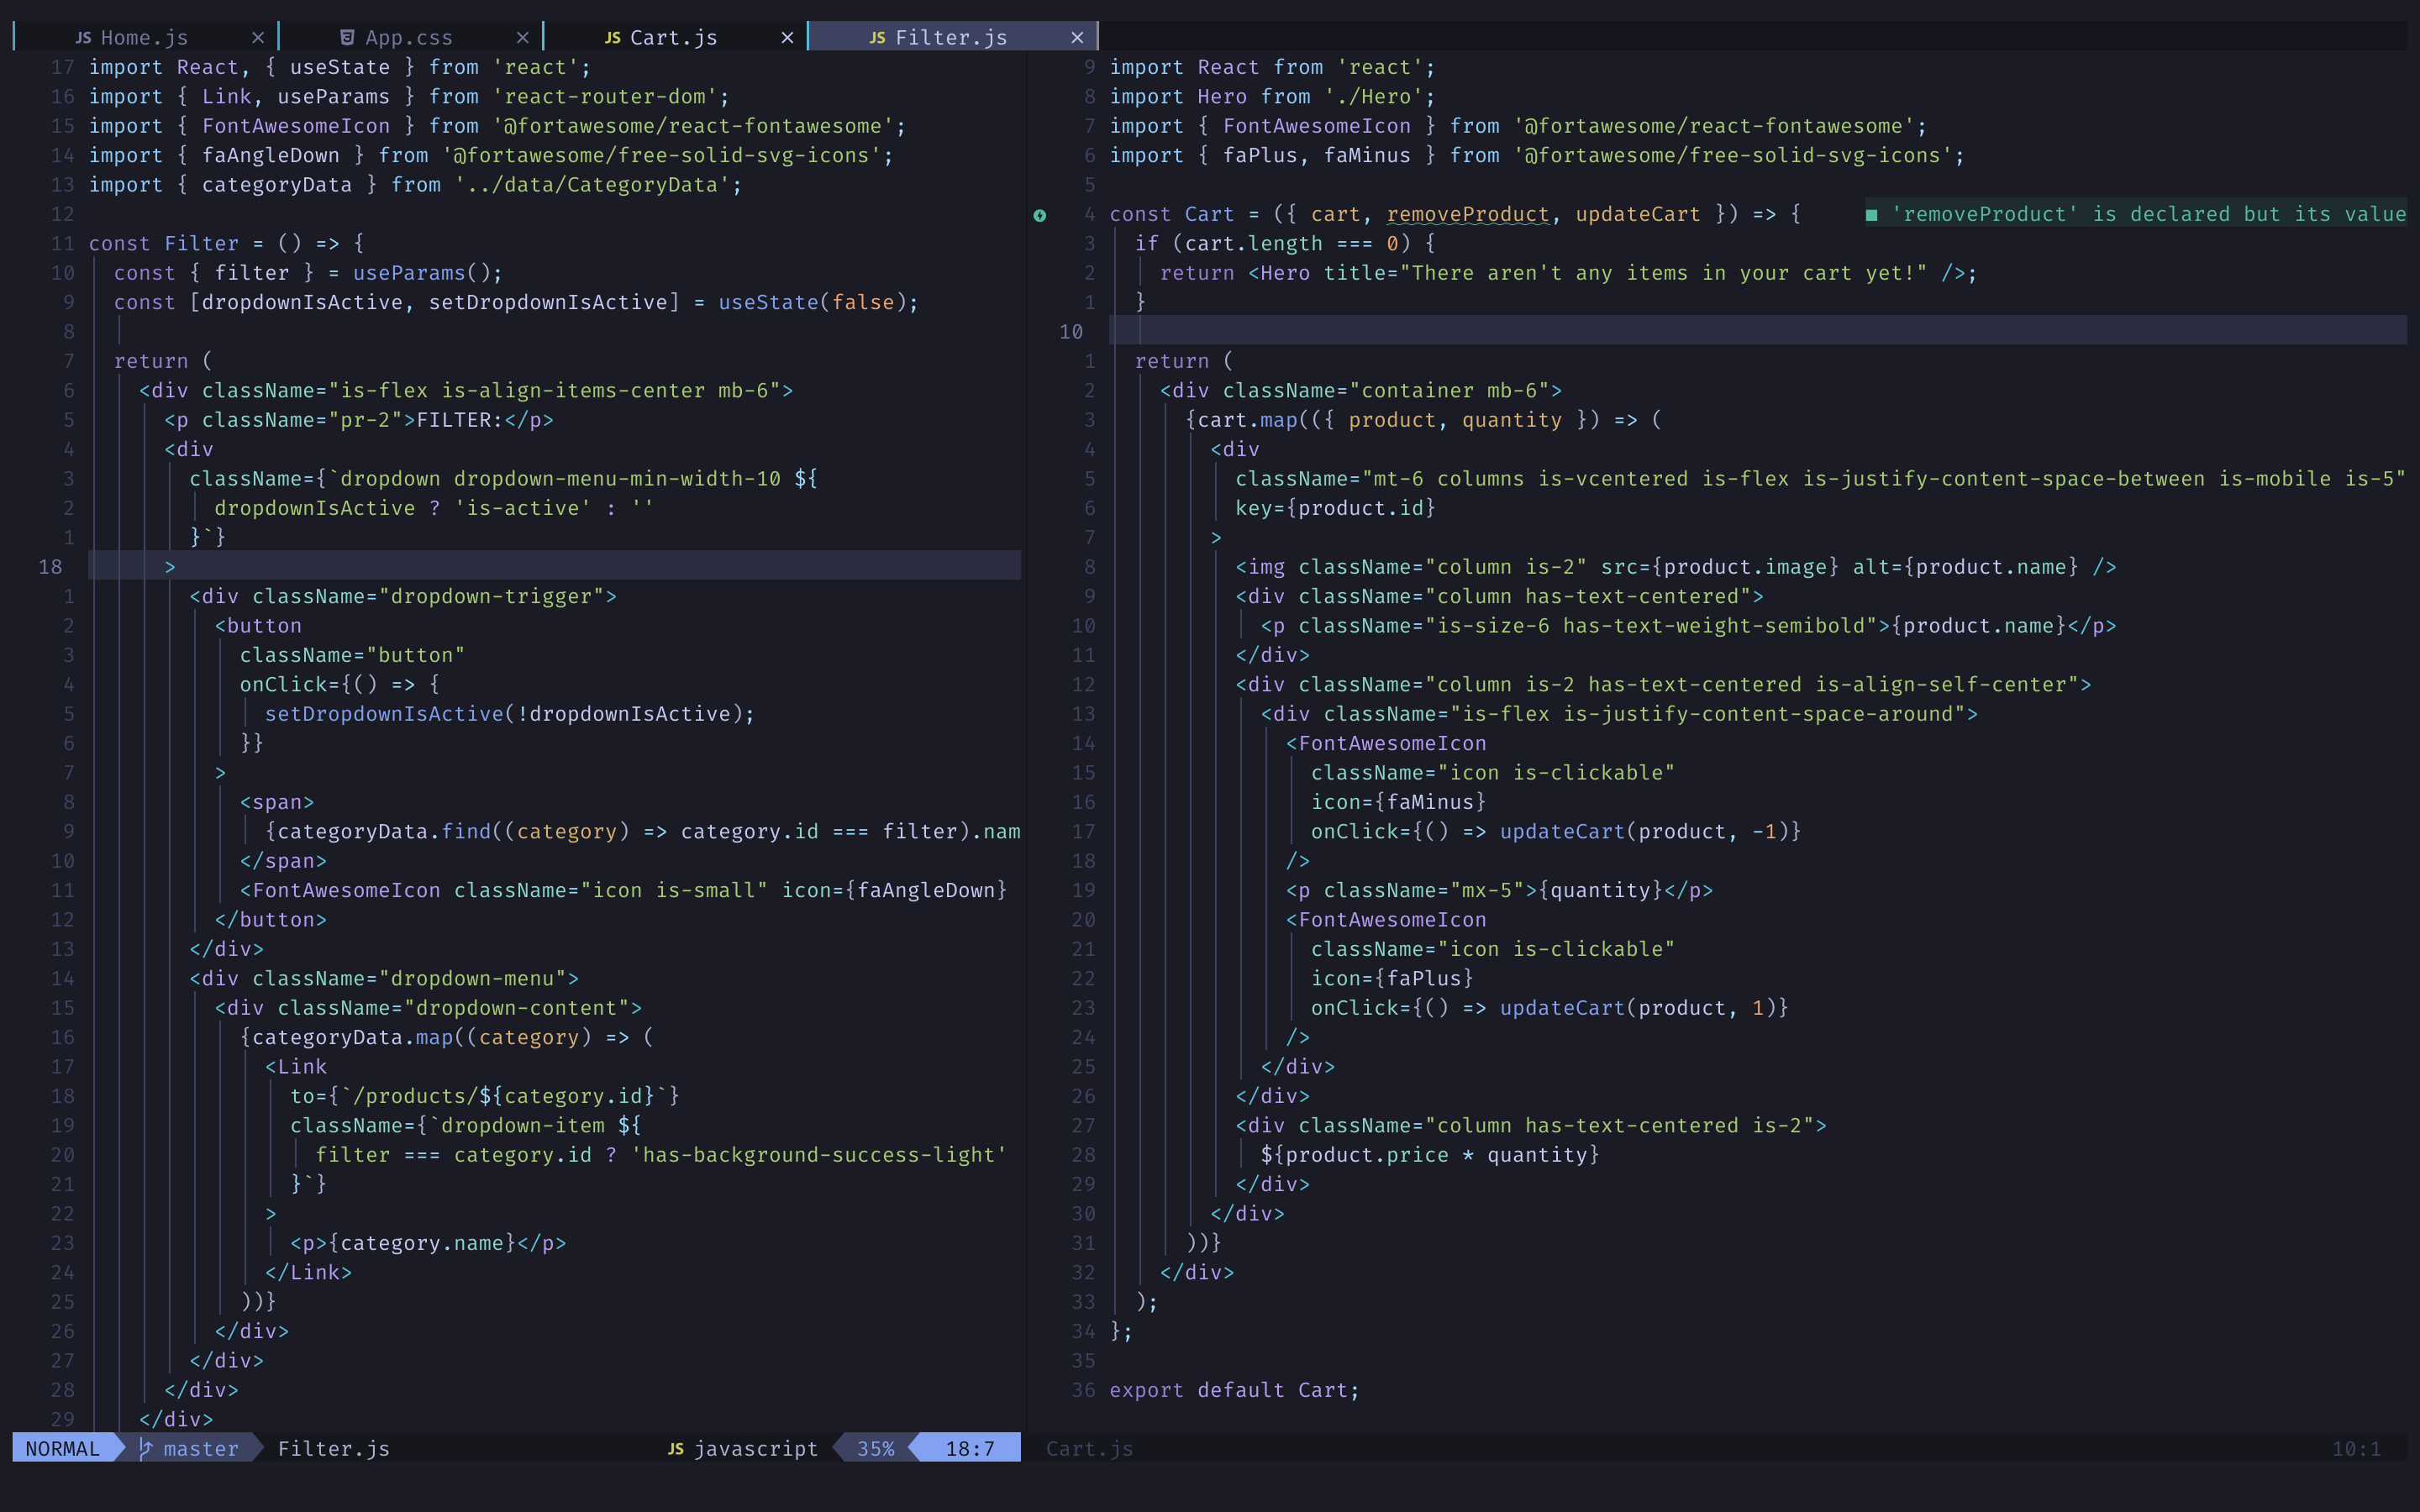 JS Home.js × App.css × JS Cart.js × JS Filter.js ×
17 import React, { useState } from 'react';
16 import { Link, useParams } from 'react-router-dom';
15 import { FontAwesomeIcon } from '@fortawesome/react-fontawesome';
14 import { faAngleDown } from '@fortawesome/free-solid-svg-icons';
13 import { categoryData } from '../data/CategoryData';
12
11 const Filter = () => {
10   const { filter } = useParams();
9   const [dropdownIsActive, setDropdownIsActive] = useState(false);
8
7   return (
6     <div className="is-flex is-align-items-center mb-6">
5       <p className="pr-2">FILTER:</p>
4       <div
3         className={`dropdown dropdown-menu-min-width-10 ${
2           dropdownIsActive ? 'is-active' : ''
1         }`}
18       >
1         <div className="dropdown-trigger">
2           <button
3             className="button"
4             onClick={() => {
5               setDropdownIsActive(!dropdownIsActive);
6             }}
7           >
8             <span>
9               {categoryData.find((category) => category.id === filter).nam
10             </span>
11             <FontAwesomeIcon className="icon is-small" icon={faAngleDown}
12           </button>
13         </div>
14         <div className="dropdown-menu">
15           <div className="dropdown-content">
16             {categoryData.map((category) => (
17               <Link
18                 to={`/products/${category.id}`}
19                 className={`dropdown-item ${
20                   filter === category.id ? 'has-background-success-light'
21                 }`}
22               >
23                 <p>{category.name}</p>
24               </Link>
25             ))}
26           </div>
27         </div>
28       </div>
29     </div>
NORMAL master Filter.js JS javascript 35% 18:7
9 import React from 'react';
8 import Hero from './Hero';
7 import { FontAwesomeIcon } from '@fortawesome/react-fontawesome';
6 import { faPlus, faMinus } from '@fortawesome/free-solid-svg-icons';
5
4 const Cart = ({ cart, removeProduct, updateCart }) => { ■ 'removeProduct' is declared but its value
3   if (cart.length === 0) {
2     return <Hero title="There aren't any items in your cart yet!" />;
1   }
10
1   return (
2     <div className="container mb-6">
3       {cart.map(({ product, quantity }) => (
4         <div
5           className="mt-6 columns is-vcentered is-flex is-justify-content-space-between is-mobile is-5"
6           key={product.id}
7         >
8           <img className="column is-2" src={product.image} alt={product.name} />
9           <div className="column has-text-centered">
10             <p className="is-size-6 has-text-weight-semibold">{product.name}</p>
11           </div>
12           <div className="column is-2 has-text-centered is-align-self-center">
13             <div className="is-flex is-justify-content-space-around">
14               <FontAwesomeIcon
15                 className="icon is-clickable"
16                 icon={faMinus}
17                 onClick={() => updateCart(product, -1)}
18               />
19               <p className="mx-5">{quantity}</p>
20               <FontAwesomeIcon
21                 className="icon is-clickable"
22                 icon={faPlus}
23                 onClick={() => updateCart(product, 1)}
24               />
25             </div>
26           </div>
27           <div className="column has-text-centered is-2">
28             ${product.price * quantity}
29           </div>
30         </div>
31       ))}
32     </div>
33   );
34 };
35
36 export default Cart;
Cart.js 10:1